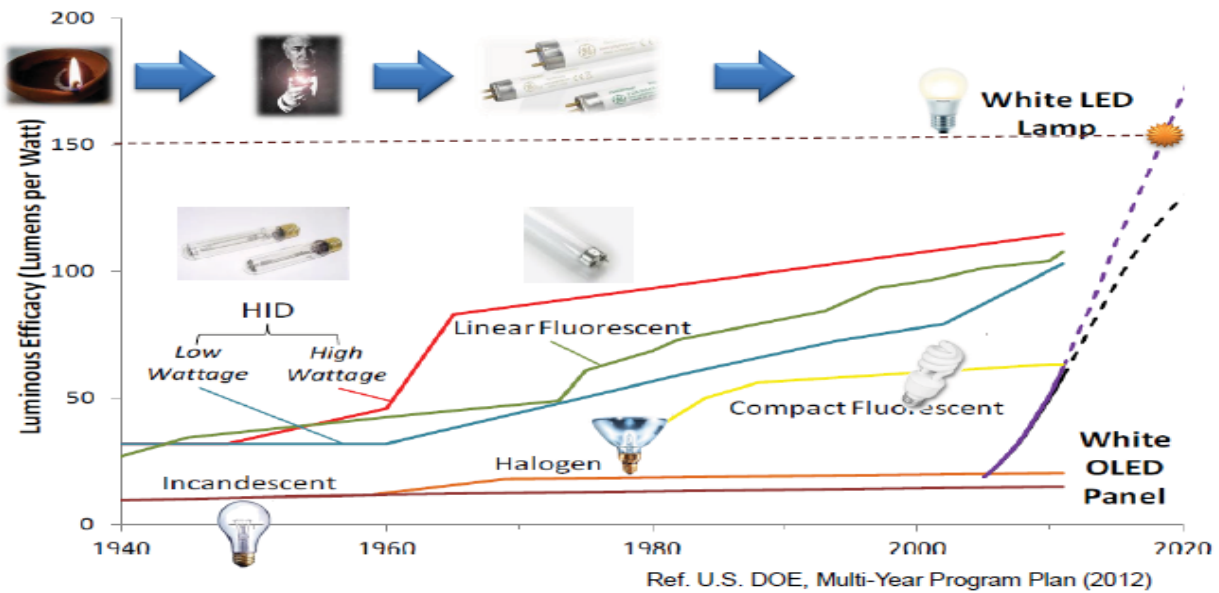 Luminous Efficacy (Lumens per Watt)
200
150
100
50
0
White LED
Lamp
HID
Low
Wattage
High
Wattage
Linear Fluorescent
Compact Fluorescent
Halogen
Incandescent
White
OLED
Panel
1940
1960
1980
2000
2020
Ref. U.S. DOE, Multi-Year Program Plan (2012)